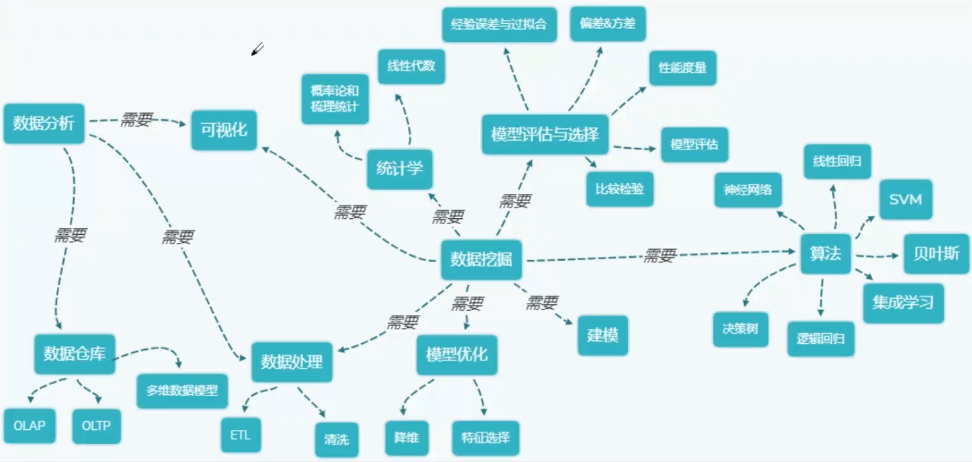 经验误差与过拟合
偏差&方差
线性代数
性能度量
概率论和
梳理统计
数据分析
需要
可视化
模型评估与选择
模型评估
统计学
线性回归
比较检验
神经网络
SVM
需要
需要
需要
需要
需要
数据挖掘
需要
算法
贝叶斯
需要
需要
集成学习
需要
建模
决策树
逻辑回归
数据仓库
数据处理
模型优化
多维数据模型
OLAP
OLTP
ETL
清洗
降维
特征选择